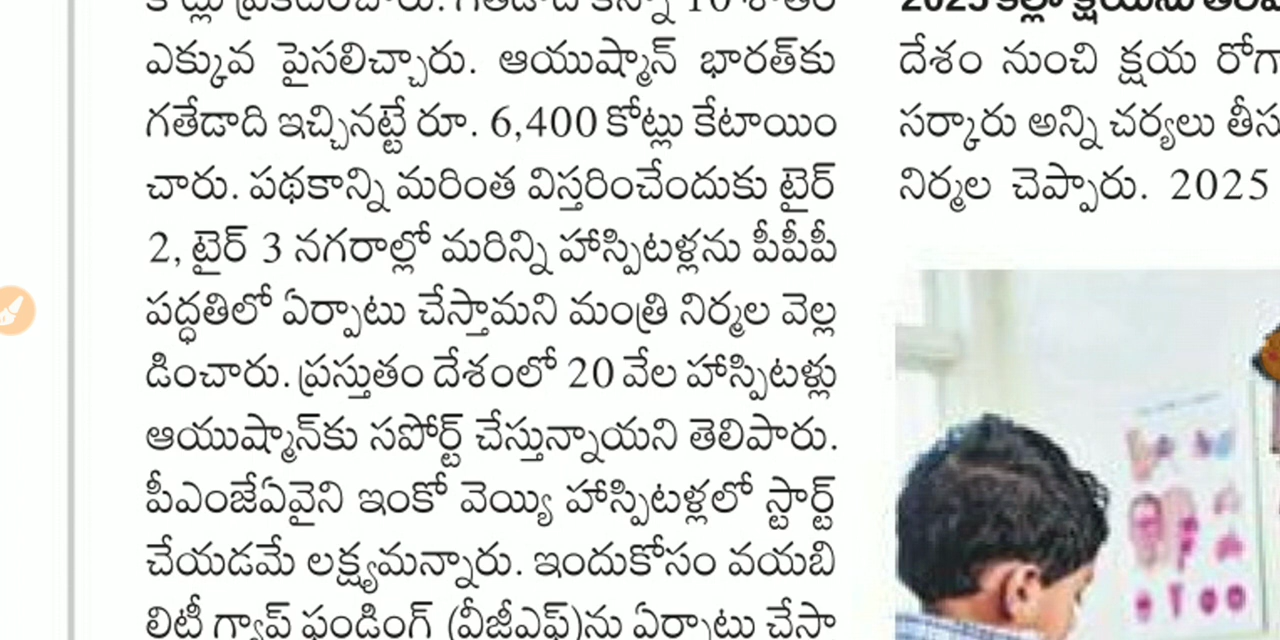 ఎక్కువ పైసలిచ్చారు. ఆయుష్మాన్ భారత్‌కు
గతేడాది ఇచ్చినట్టే రూ. 6,400 కోట్లు కేటాయిం
చారు. పథకాన్ని మరింత విస్తరించేందుకు టైర్
2, టైర్ 3 నగరాల్లో మరిన్ని హాస్పిటళ్లను పీపీపీ
పద్ధతిలో ఏర్పాటు చేస్తామని మంత్రి నిర్మల వెల్ల
డించారు. ప్రస్తుతం దేశంలో 20 వేల హాస్పిటళ్లు
ఆయుష్మాన్‌కు సపోర్ట్ చేస్తున్నాయని తెలిపారు.
పీఎంజేఏవైని ఇంకో వెయ్యి హాస్పిటళ్లలో స్టార్ట్
చేయడమే లక్ష్యమన్నారు. ఇందుకోసం వయబి
లిటీ గ్యాప్ ఫండింగ్ (వీజీఎఫ్)ను ఏర్పాటు చేస్తా
దేశం నుంచి క్షయ రోగా
సర్కారు అన్ని చర్యలు తీస
నిర్మల చెప్పారు. 2025